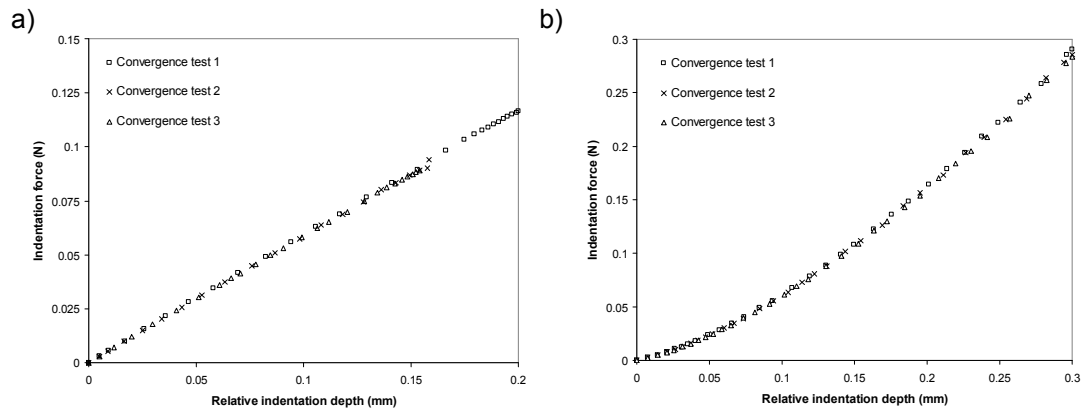 a)
0.15
0.125
0.1
0.075
0.05
0.025
0
Indentation force (N)
Convergence test 1
Convergence test 2
Convergence test 3
0
0.05
0.1
0.15
0.2
Relative indentation depth (mm)
b)
0.3
0.25
0.2
0.15
0.1
0.05
0
Indentation force (N)
Convergence test 1
Convergence test 2
Convergence test 3
0
0.05
0.1
0.15
0.2
0.25
0.3
Relative indentation depth (mm)